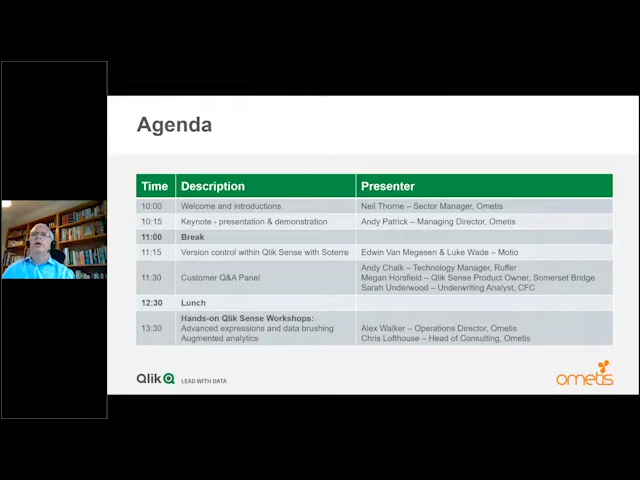 Agenda
Time Description Presenter
10:00 Welcome and introductions Neil Thorne – Sector Manager, Ometis
10:15 Keynote - presentation & demonstration Andy Patrick – Managing Director, Ometis
11:00 Break
11:15 Version control within Qlik Sense with Soterre Edwin Van Megesen & Luke Wade – Motio
11:30 Customer Q&A Panel Andy Chalk – Technology Manager, Ruffer
Megan Horsfield – Qlik Sense Product Owner, Somerset Bridge
Sarah Underwood – Underwriting Analyst, CFC
12:30 Lunch
13:30 Hands-on Qlik Sense Workshops:
Advanced expressions and data brushing Alex Walker – Operations Director, Ometis
Augmented analytics Chris Lofthouse – Head of Consulting, Ometis
Qlik LEAD WITH DATA ometis